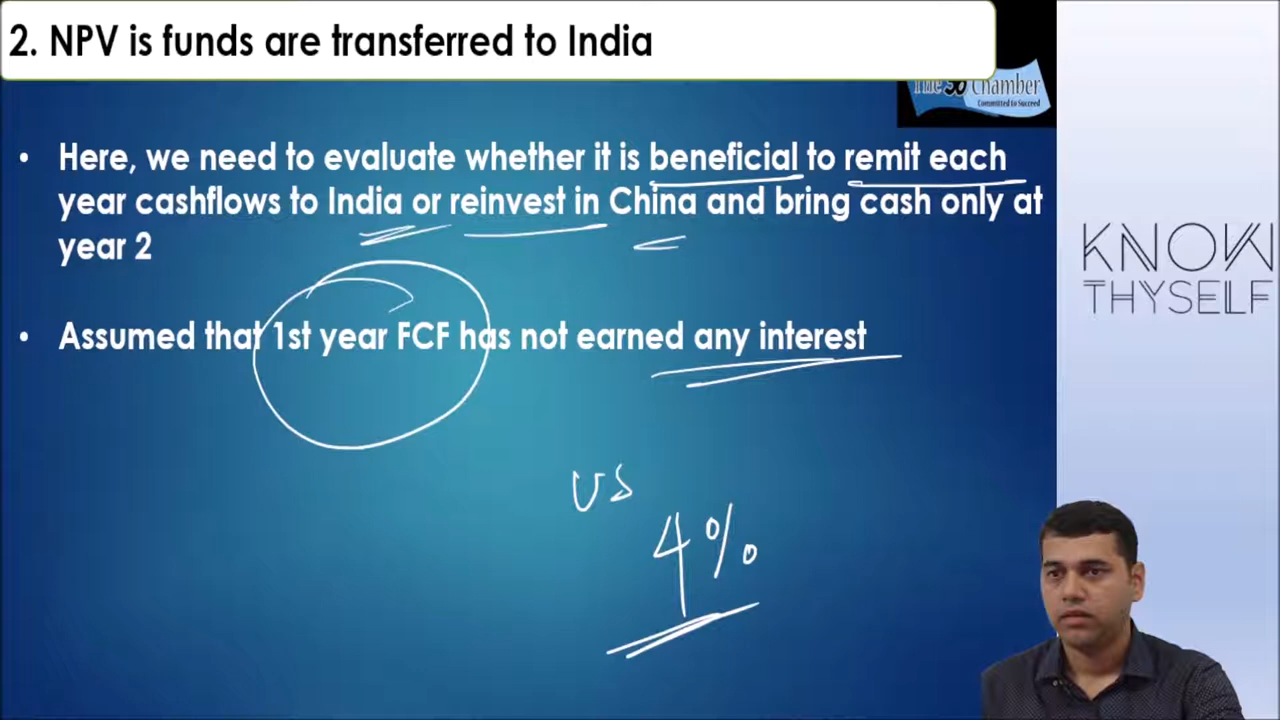 2. NPV is funds are transferred to India
The 50 Chamber
Committed to Succeed
• Here, we need to evaluate whether it is beneficial to remit each
year cashflows to India or reinvest in China and bring cash only at
year 2
• Assumed that 1st year FCF has not earned any interest
US
4%
KNOW
THYSELF